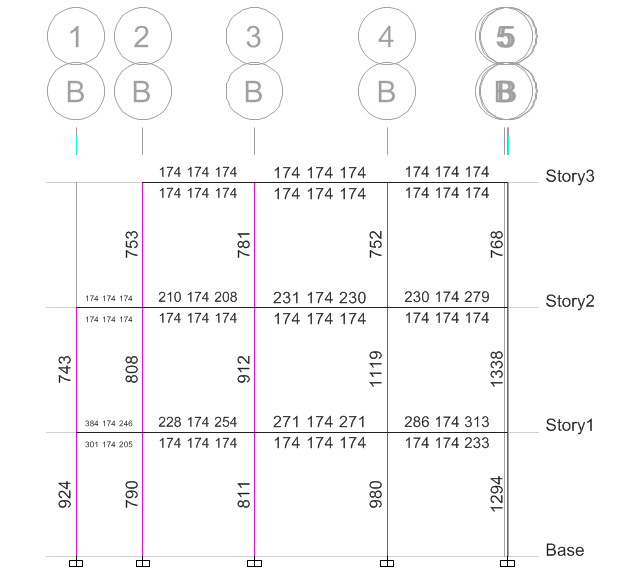 1 2 3 4 5
B B B B B
174 174 174 174 174 174 174 174 174 Story3
174 174 174 174 174 174 174 174 174
753 781 752 768
174 174 174 210 174 208 231 174 230 230 174 279 Story2
174 174 174 174 174 174 174 174 174 174 174 174
743 808 912 1119 1338
384 174 246 228 174 254 271 174 271 286 174 313 Story1
301 174 205 174 174 174 174 174 174 174 174 233
924 790 811 980 1294
Base